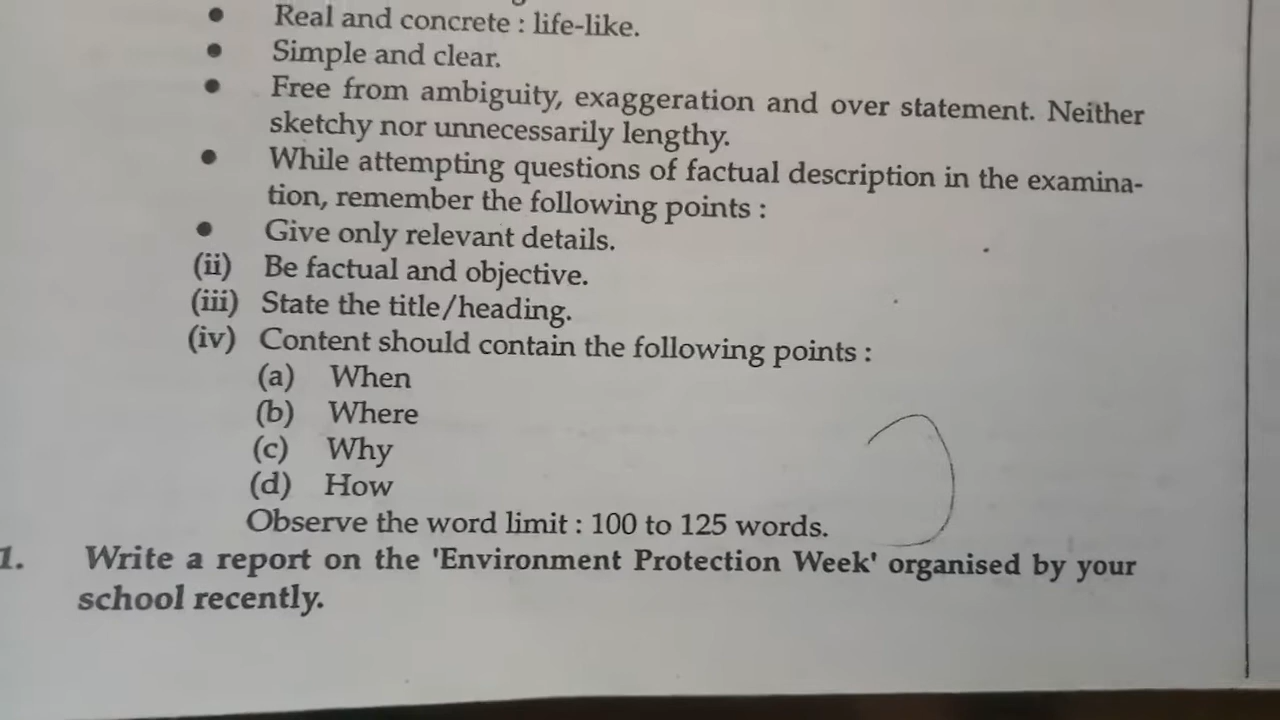 • Real and concrete : life-like.
• Simple and clear.
• Free from ambiguity, exaggeration and over statement. Neither
sketchy nor unnecessarily lengthy.
• While attempting questions of factual description in the examina-
tion, remember the following points :
• Give only relevant details.
(ii) Be factual and objective.
(iii) State the title/heading.
(iv) Content should contain the following points :
(a) When
(b) Where
(c) Why
(d) How
Observe the word limit : 100 to 125 words.
1. Write a report on the 'Environment Protection Week' organised by your
school recently.